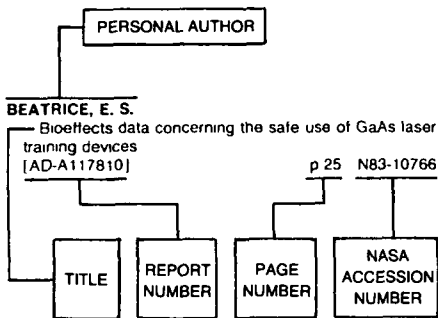 PERSONAL AUTHOR
BEATRICE, E. S.
Bioeffects data concerning the safe use of GaAs laser
training devices
[AD-A117810] p 25 N83-10766
TITLE REPORT NUMBER PAGE NUMBER NASA ACCESSION NUMBER